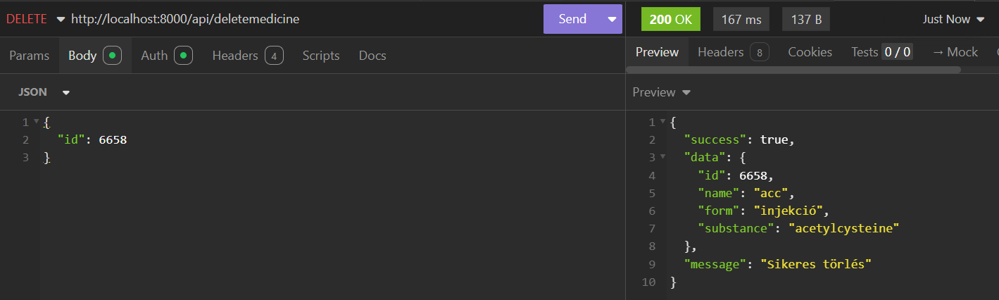 DELETE http://localhost:8000/api/deletemedicine Send
Params Body Auth Headers 4 Scripts Docs
JSON
1 {
2 "id": 6658
3 }
200 OK 167 ms 137 B Just Now
Preview Headers 8 Cookies Tests 0 / 0 → Mock
Preview
1 {
2 "success": true,
3 "data": {
4 "id": 6658,
5 "name": "acc",
6 "form": "injekció",
7 "substance": "acetylcysteine"
8 },
9 "message": "Sikeres törlés"
10 }